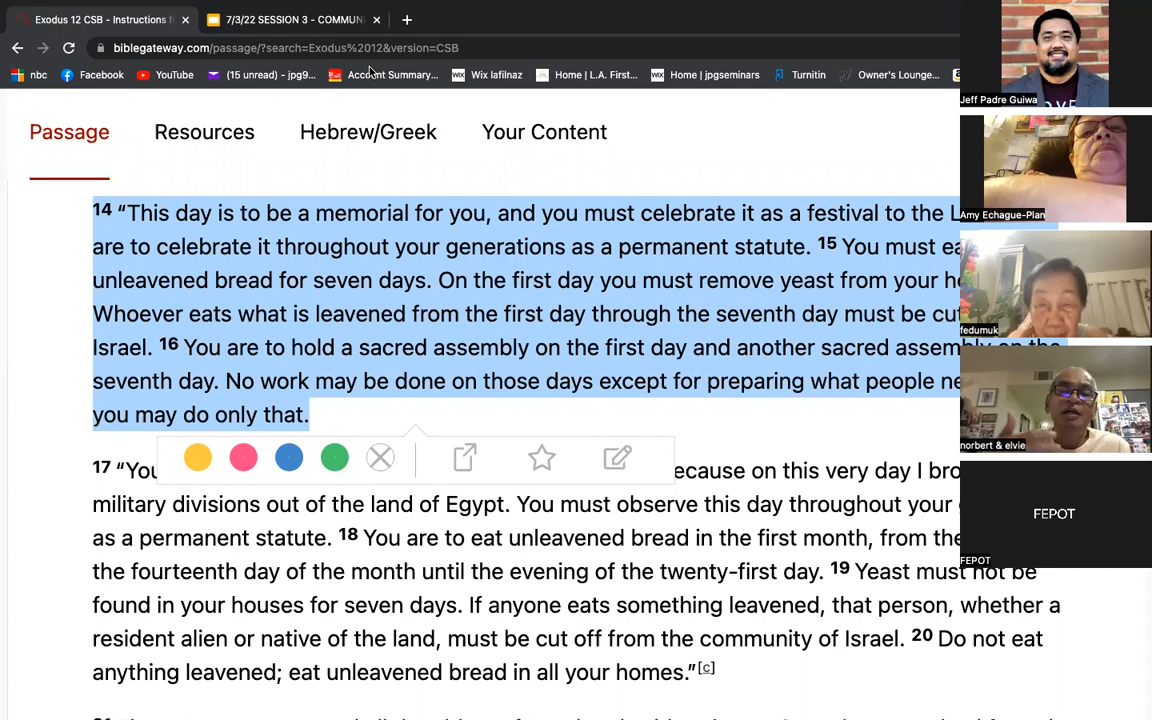 Exodus 12 CSB - Instructions f
7/3/22 SESSION 3 - COMMUN
biblegateway.com/passage/?search=Exodus%2012&version=CSB
nbc
Facebook
YouTube
(15 unread) - jpg9...
Account Summary...
Wix lafilnaz
Home | L.A. First...
Home | jpgseminars
Turnitin
Owner's Lounge...
Passage
Resources
Hebrew/Greek
Your Content
14 “This day is to be a memorial for you, and you must celebrate it as a festival to the L
are to celebrate it throughout your generations as a permanent statute. 15 You must ea
unleavened bread for seven days. On the first day you must remove yeast from your h
Whoever eats what is leavened from the first day through the seventh day must be cu
Israel. 16 You are to hold a sacred assembly on the first day and another sacred assembly on the
seventh day. No work may be done on those days except for preparing what people ne
you may do only that.
17 “You
ecause on this very day I bro
military divisions out of the land of Egypt. You must observe this day throughout your
as a permanent statute. 18 You are to eat unleavened bread in the first month, from the
the fourteenth day of the month until the evening of the twenty-first day. 19 Yeast must not be
found in your houses for seven days. If anyone eats something leavened, that person, whether a
resident alien or native of the land, must be cut off from the community of Israel. 20 Do not eat
anything leavened; eat unleavened bread in all your homes.”[c]
Jeff Padre Guiwa
Amy Echague-Plan
fedumuk
norbert & elvie
FEPOT
FEPOT